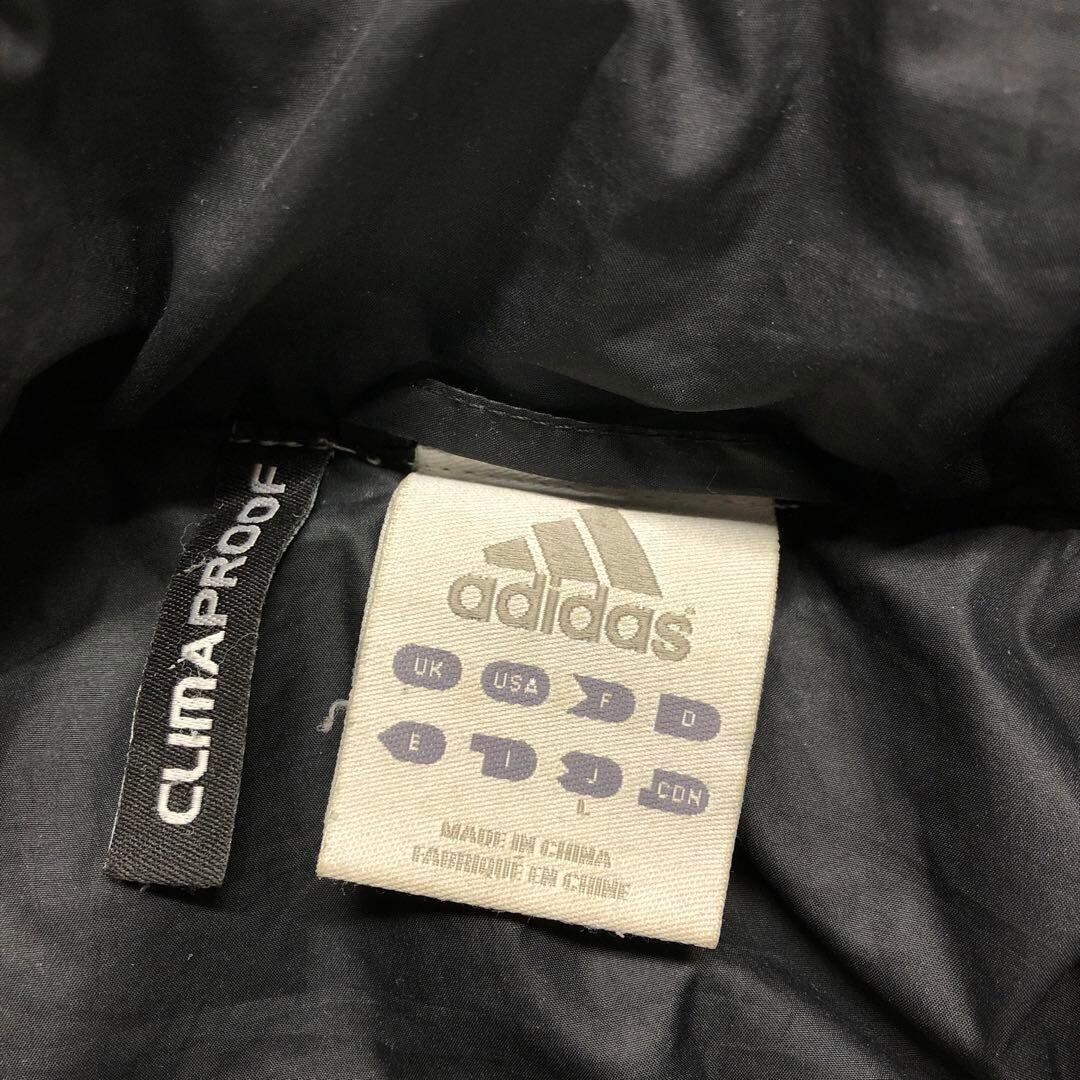 CLIMAPROOF
adidas
UK USA F D
E I J CDN
L
MADE IN CHINA
FABRIQUÉ EN CHINE